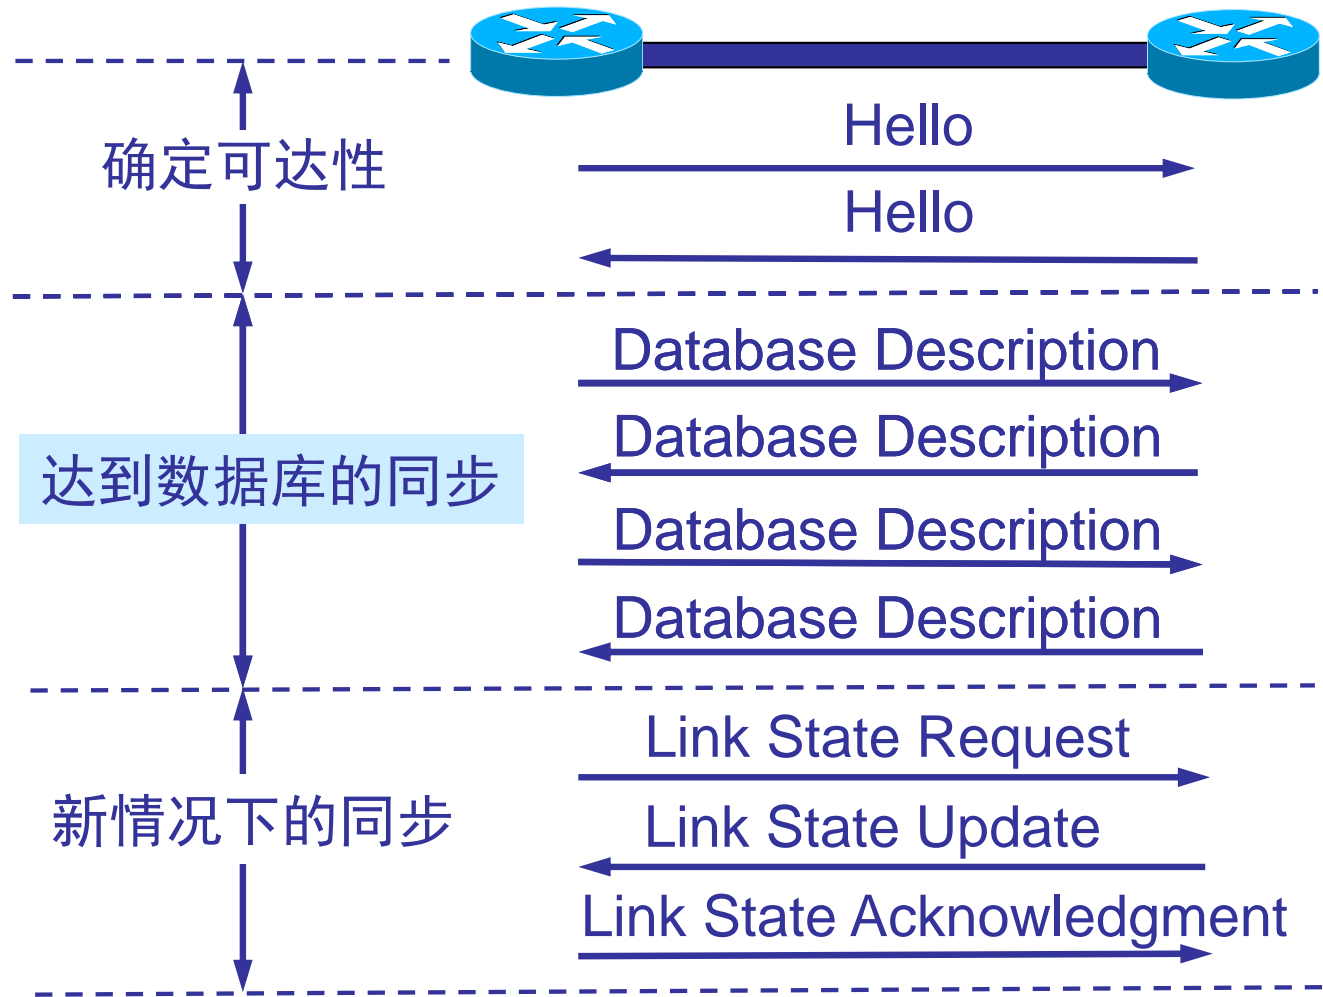 Hello
确定可达性
Hello
Database Description
Database Description
达到数据库的同步
Database Description
Database Description
Link State Request
新情况下的同步
Link State Update
Link State Acknowledgment